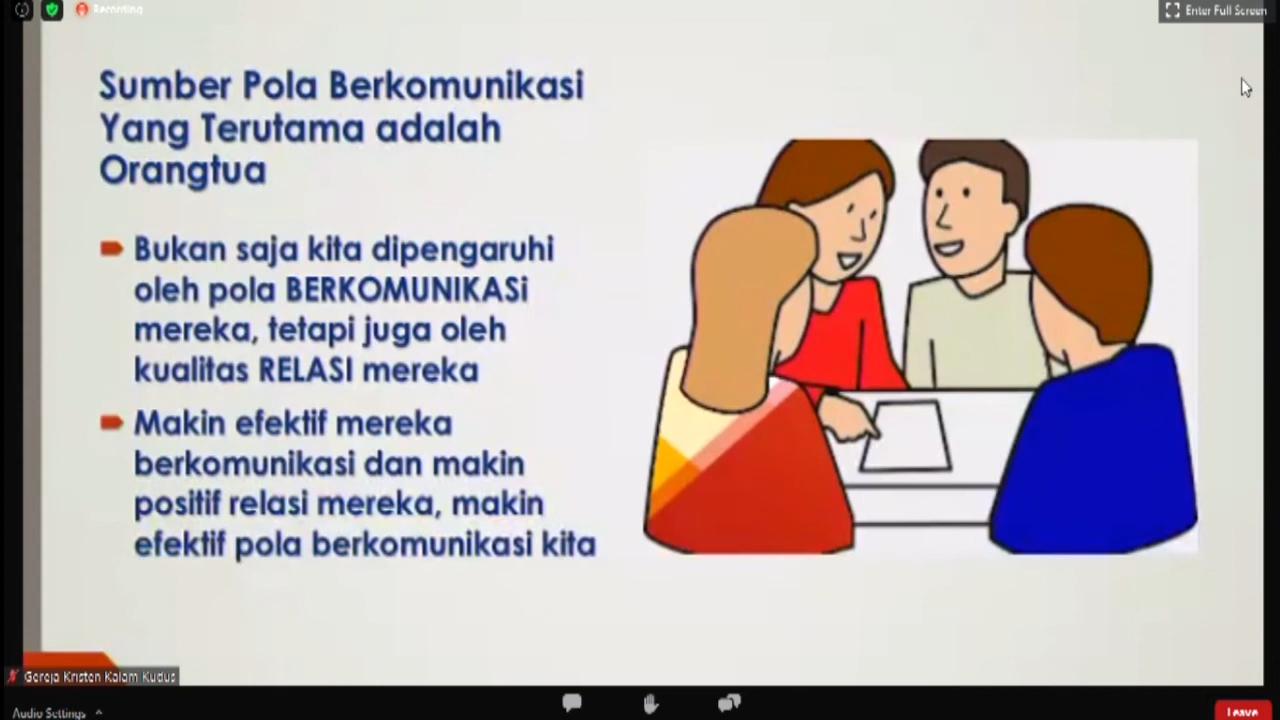 Recording
Enter Full Screen
Sumber Pola Berkomunikasi
Yang Terutama adalah
Orangtua
Bukan saja kita dipengaruhi
oleh pola BERKOMUNIKASi
mereka, tetapi juga oleh
kualitas RELASI mereka
Makin efektif mereka
berkomunikasi dan makin
positif relasi mereka, makin
efektif pola berkomunikasi kita
Gereja Kristen Kalam Kudus
Audio Settings
Leave